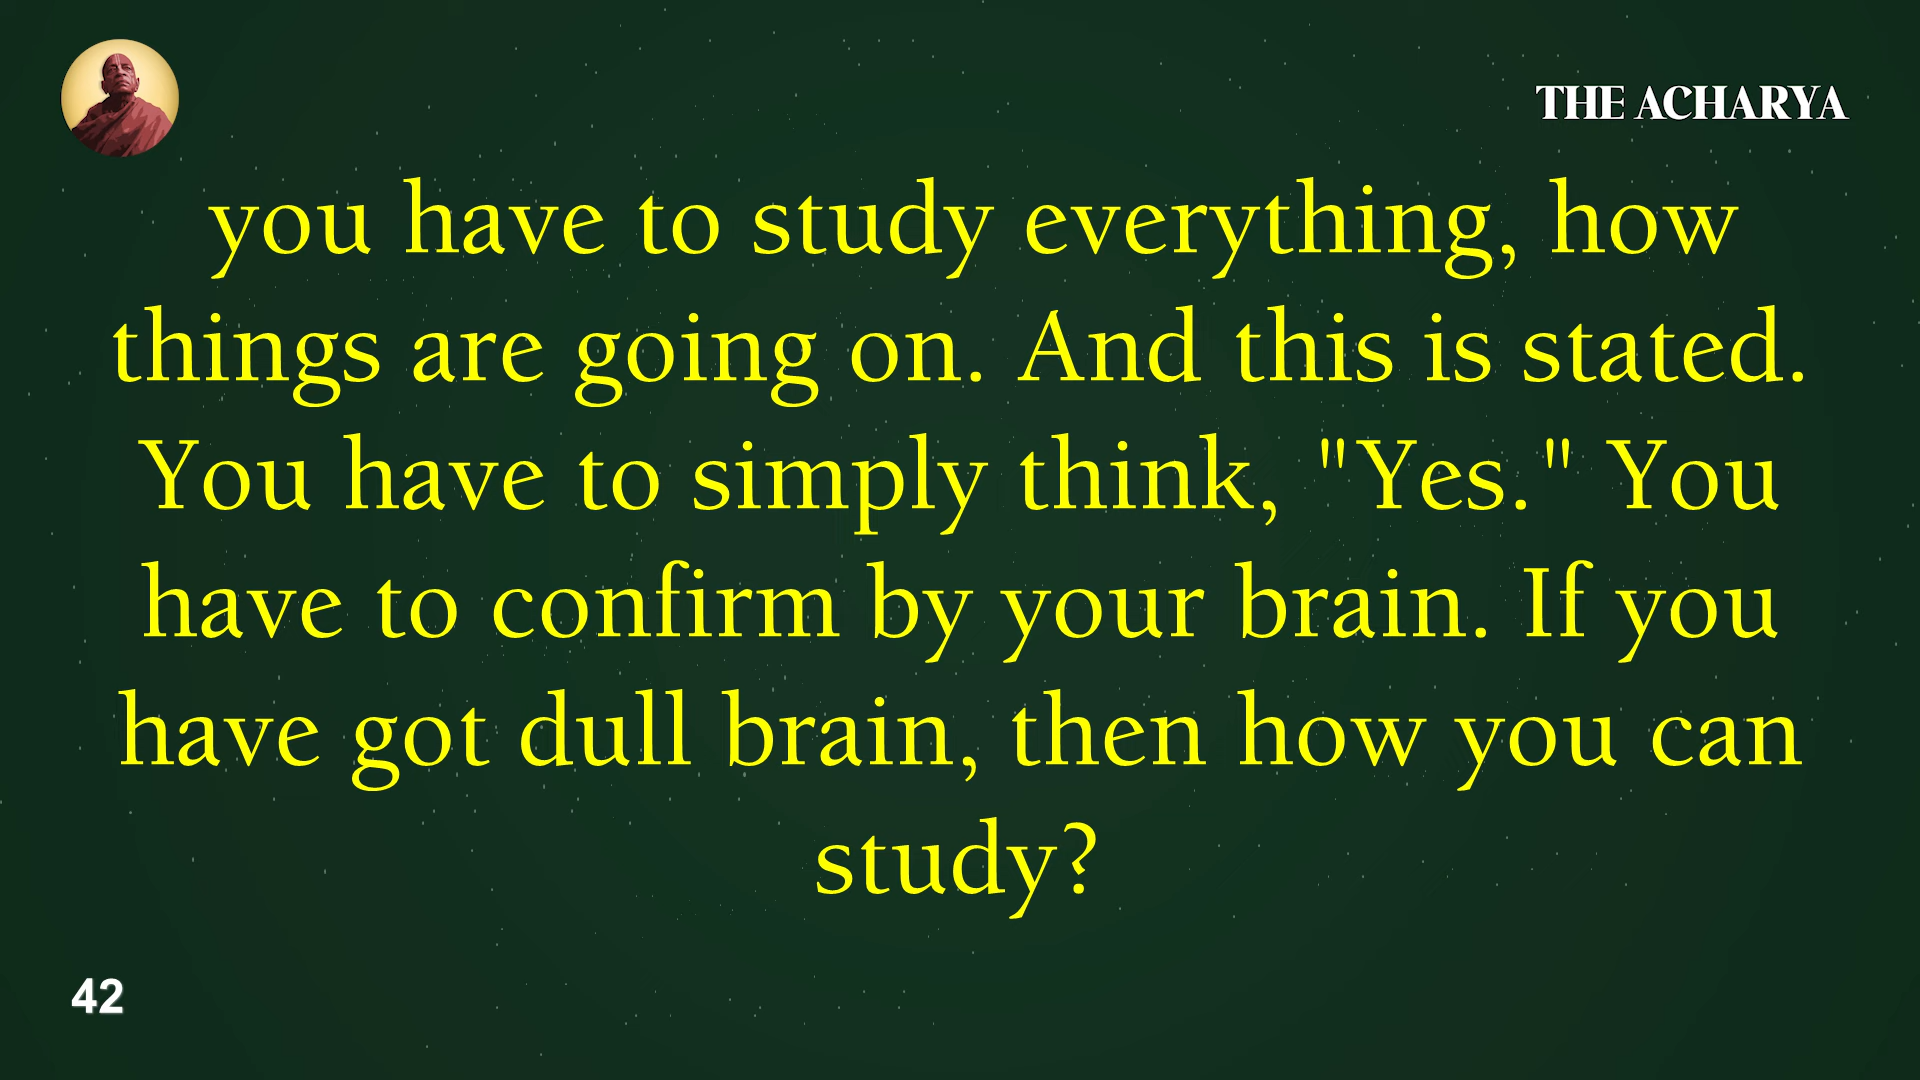 THE ACHARYA
you have to study everything, how
things are going on. And this is stated.
You have to simply think, "Yes." You
have to confirm by your brain. If you
have got dull brain, then how you can
study?
42